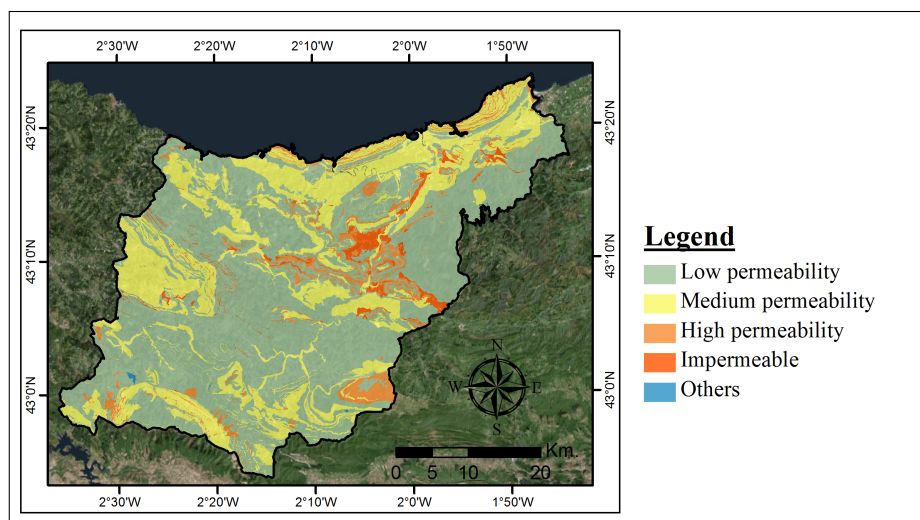 2°30'W 2°20'W 2°10'W 2°0'W 1°50'W
43°20'N 43°20'N
43°10'N 43°10'N
43°0'N 43°0'N
N
W E
S
Km.
0 5 10 20
2°30'W 2°20'W 2°10'W 2°0'W 1°50'W
Legend
Low permeability
Medium permeability
High permeability
Impermeable
Others